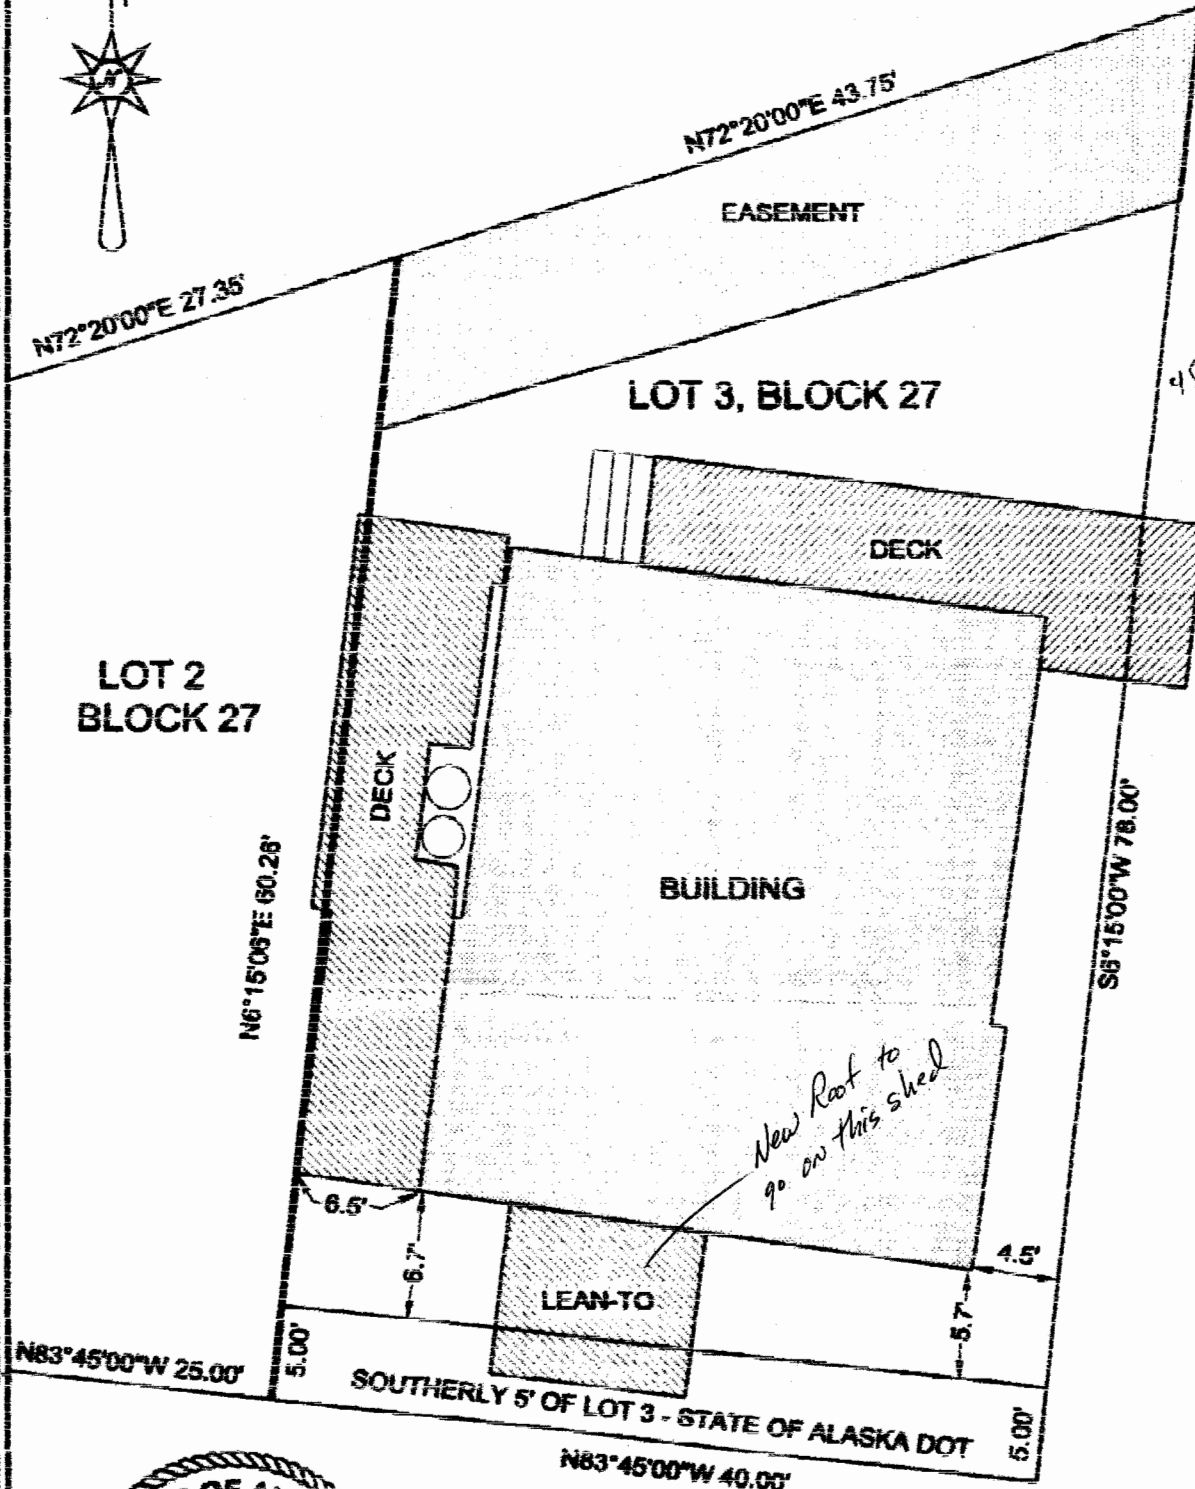 N
N72°20'00"E 43.75'
EASEMENT
N72°20'00"E 27.35'
LOT 3, BLOCK 27
DECK
LOT 2
BLOCK 27
DECK
N6°15'06"E 60.26'
BUILDING
S6°15'00"W 78.00'
New Roof to
go on this shed
6.5'
6.7'
4.5'
LEAN-TO
5.7'
N83°45'00"W 25.00'
5.00'
SOUTHERLY 5' OF LOT 3 - STATE OF ALASKA DOT
5.00'
N83°45'00"W 40.00'